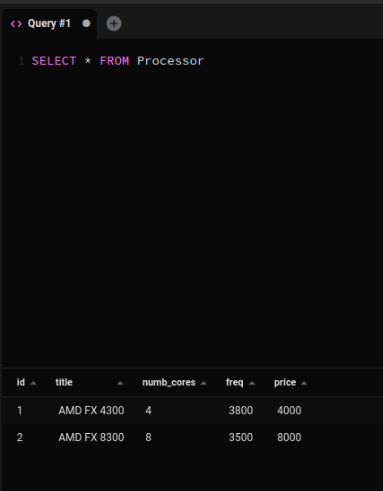 <> Query #1
1 SELECT * FROM Processor
id title numb_cores freq price
1 AMD FX 4300 4 3800 4000
2 AMD FX 8300 8 3500 8000